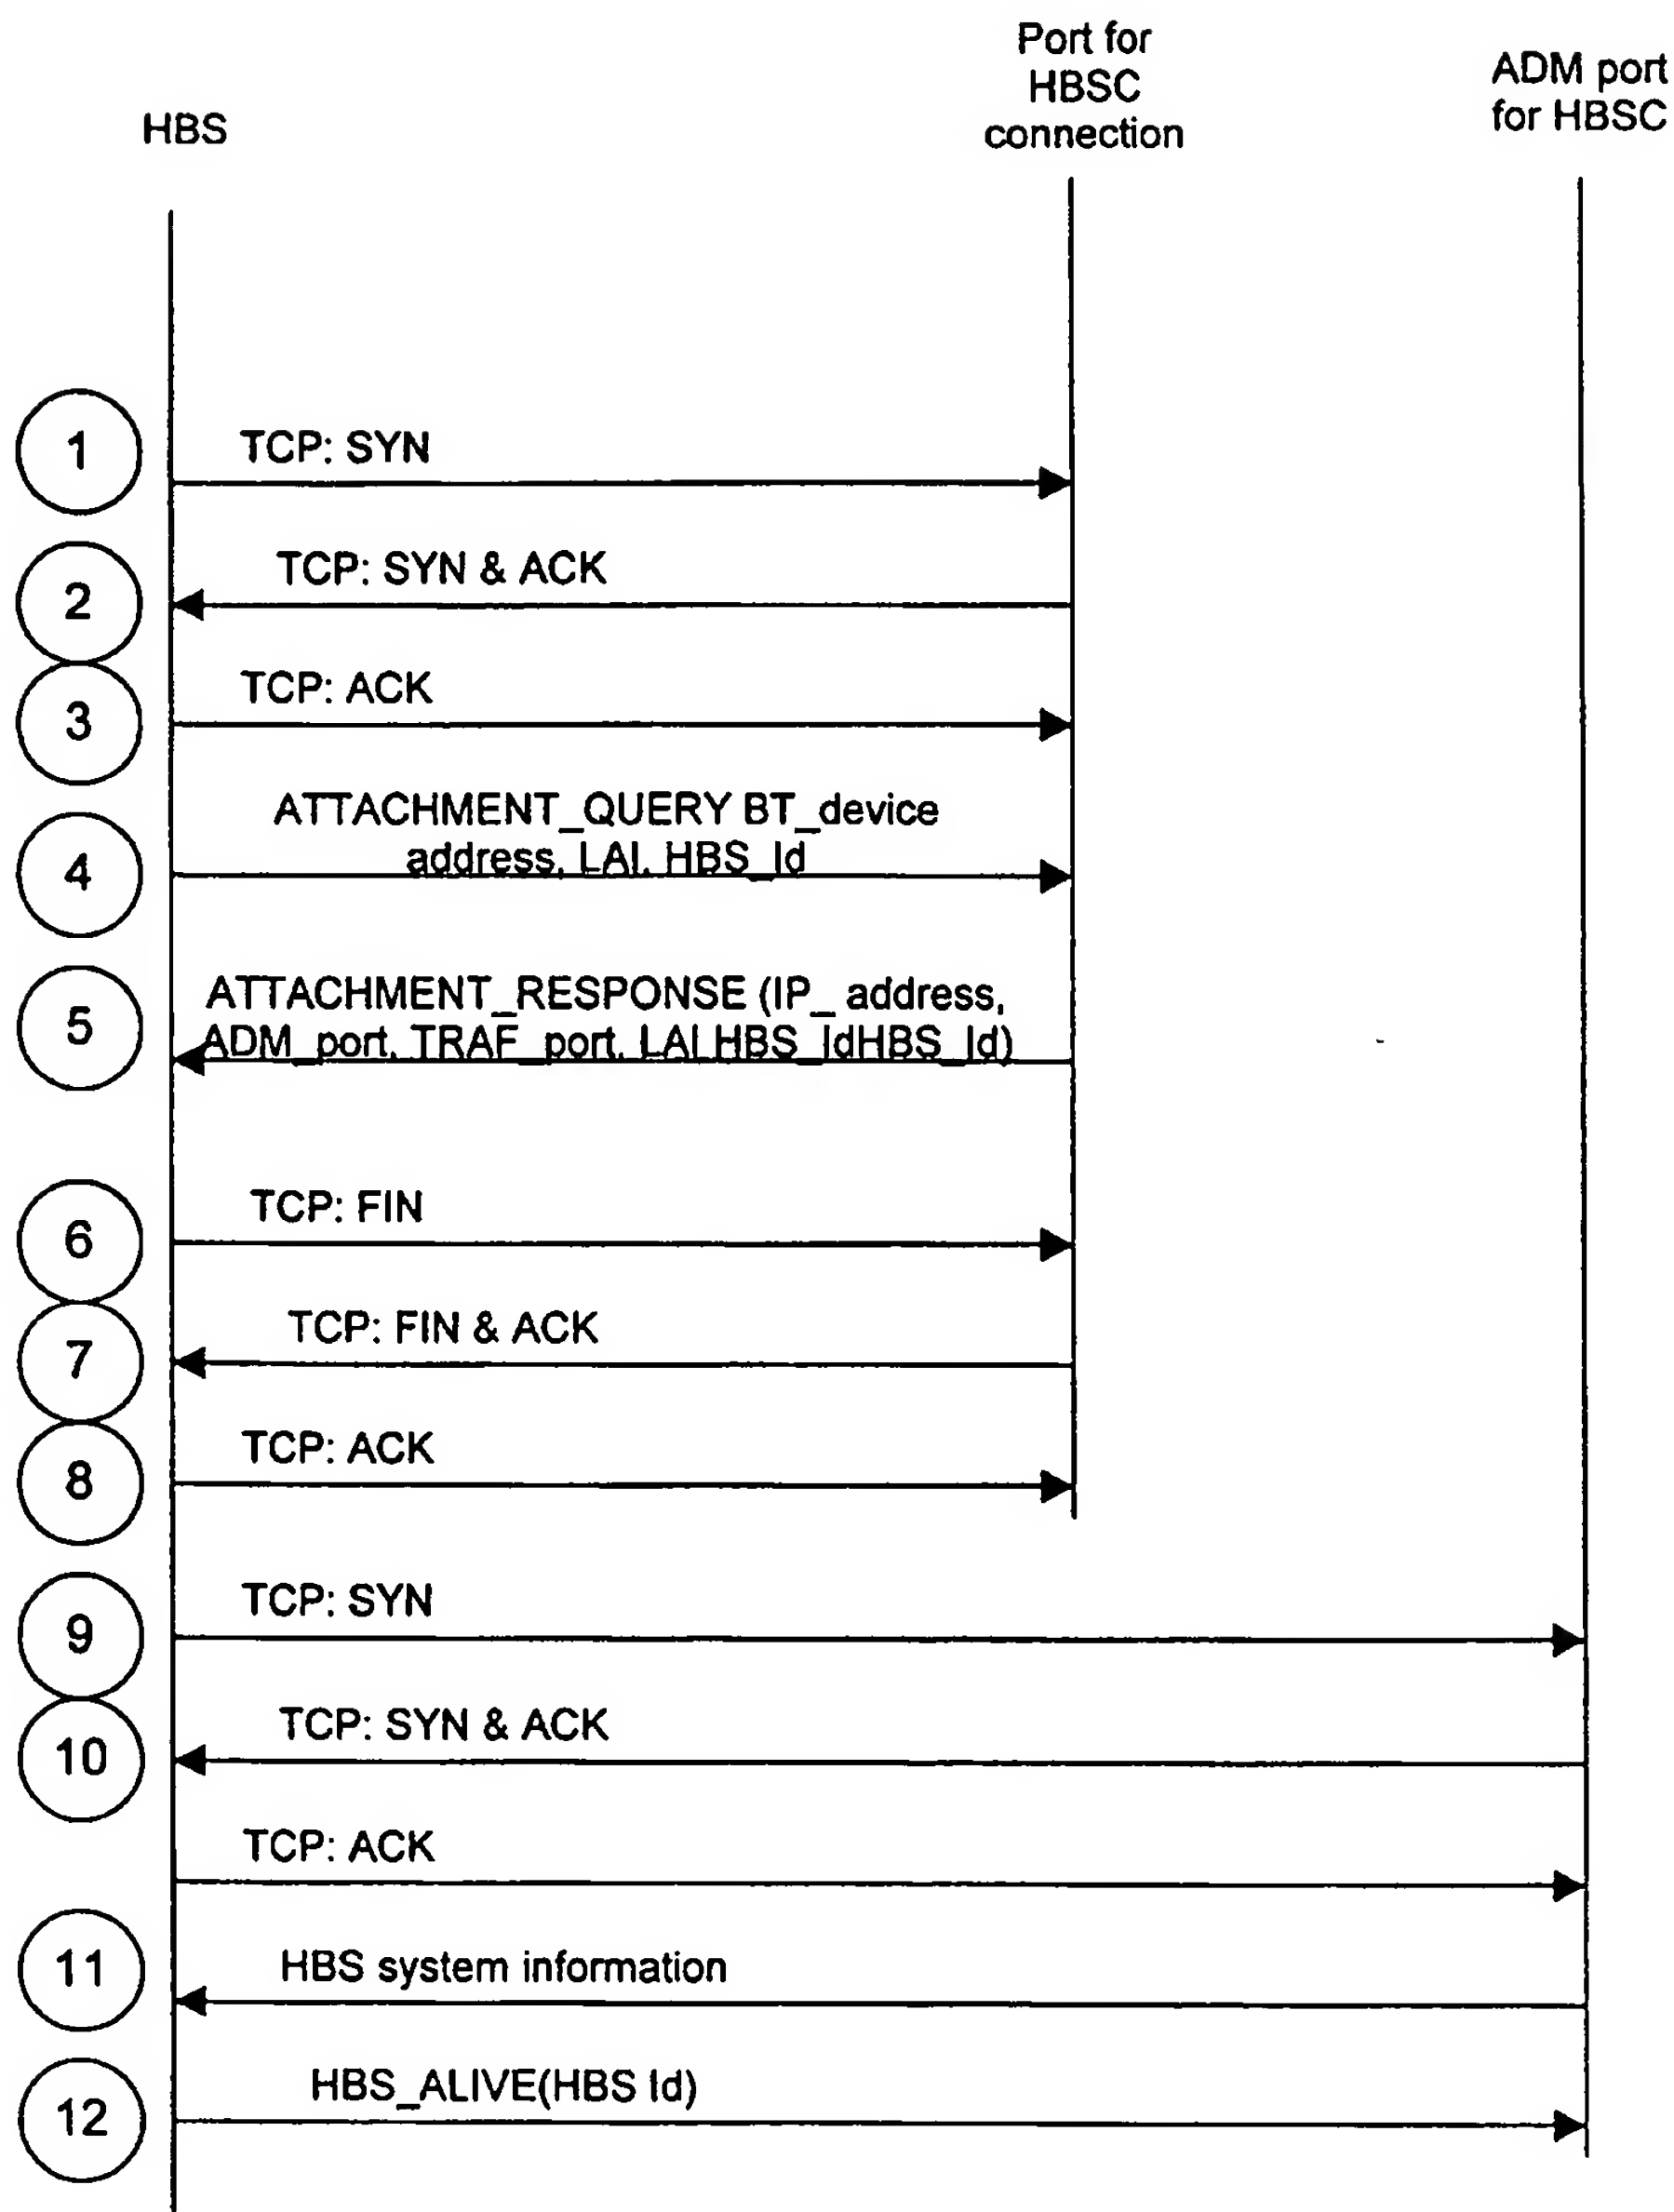 Port for
HBSC
connection
ADM port
for HBSC
HBS
1
TCP: SYN
2
TCP: SYN & ACK
3
TCP: ACK
4
ATTACHMENT_QUERY BT_device
address, LAI, HBS_Id
5
ATTACHMENT_RESPONSE (IP_ address,
ADM_port, TRAF_port, LAI,HBS_IdHBS_Id)
6
TCP: FIN
7
TCP: FIN & ACK
8
TCP: ACK
9
TCP: SYN
10
TCP: SYN & ACK
TCP: ACK
11
HBS system information
12
HBS_ALIVE(HBS Id)